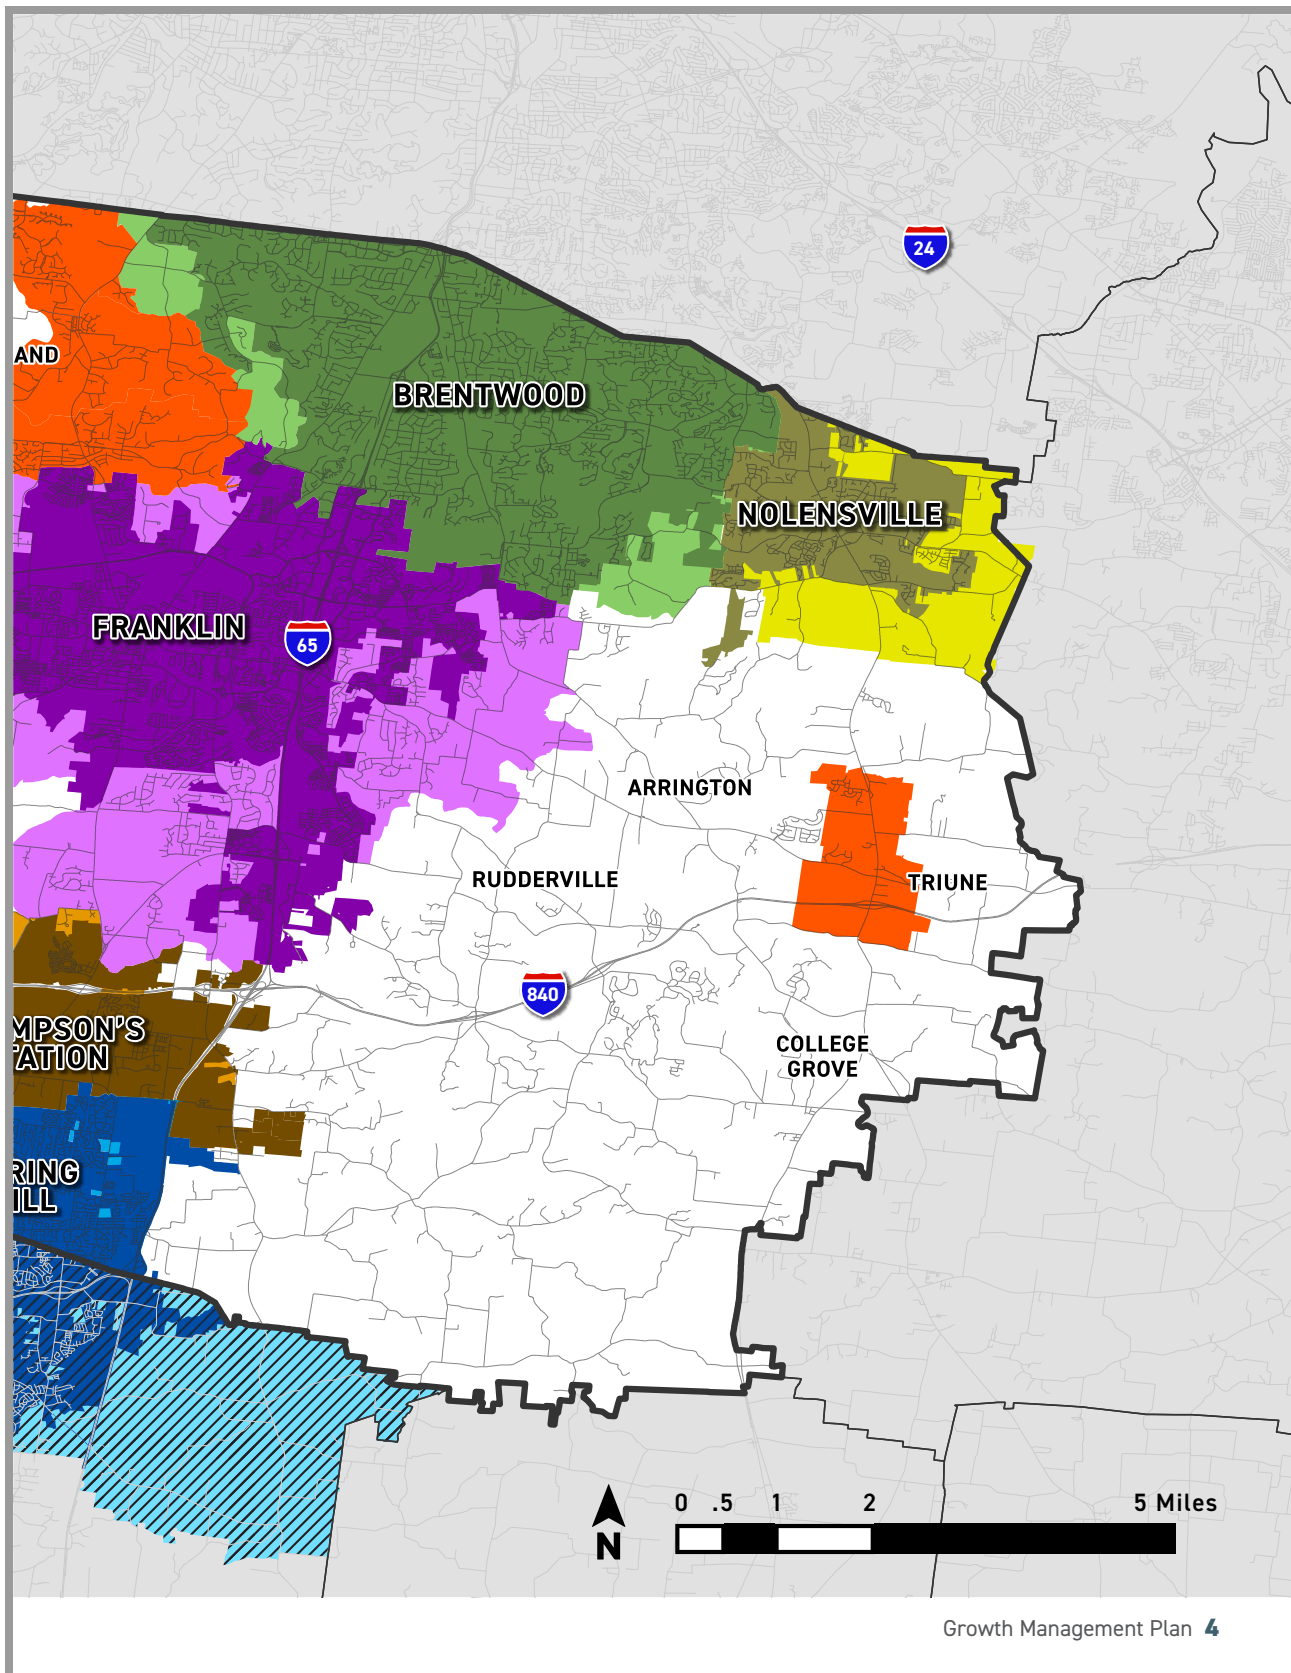 24
AND
BRENTWOOD
NOLENSVILLE
FRANKLIN
65
ARRINGTON
RUDDERVILLE
TRIUNE
840
MPSON'S
TATION
COLLEGE
GROVE
RING
ILL
0 .5 1 2 5 Miles
N
Growth Management Plan 4